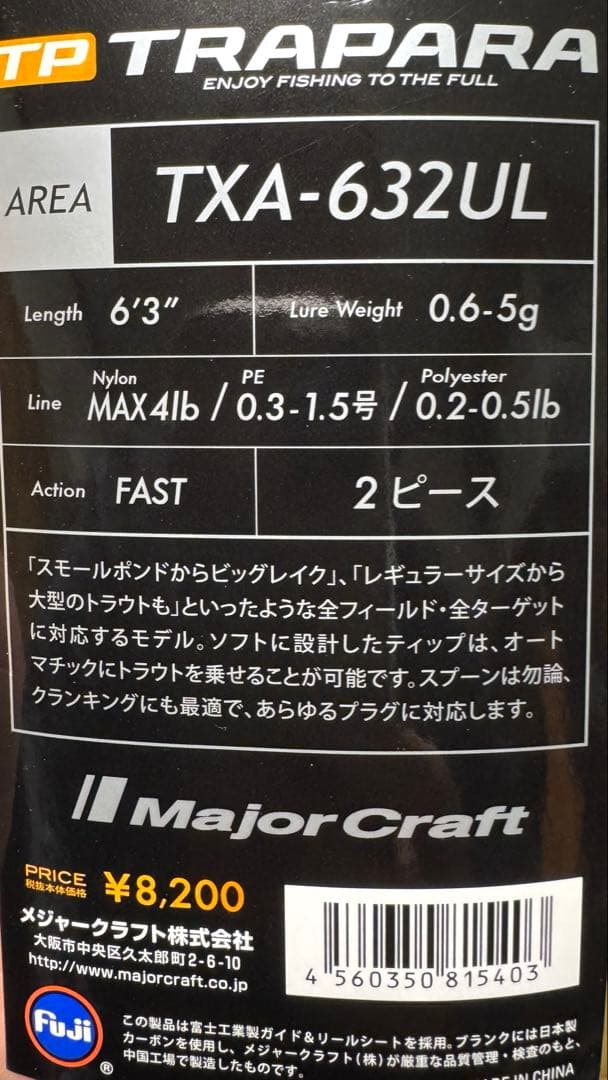 TP TRAPARA
ENJOY FISHING TO THE FULL
AREA TXA-632UL
Length 6'3" Lure Weight 0.6-5g
Nylon PE Polyester
Line MAX4lb / 0.3-1.5号 / 0.2-0.5lb
Action FAST 2ピース
「スモールポンドからビッグレイク」、「レギュラーサイズから
大型のトラウトも」といったような全フィールド・全ターゲット
に対応するモデル。ソフトに設計したティップは、オート
マチックにトラウトを乗せることが可能です。スプーンは勿論、
クランキングにも最適で、あらゆるプラグに対応します。
Major Craft
PRICE
税抜本体価格 ¥8,200
メジャークラフト株式会社
大阪市中央区久太郎町2-6-10
http://www.majorcraft.co.jp
4 560350 815403
Fuji ®
この製品は富士工業製ガイド&リールシートを採用。ブランクには日本製
カーボンを使用し、メジャークラフト(株)が厳重な品質管理・検査のもと、
中国工場で製造したものです。
MADE IN CHINA